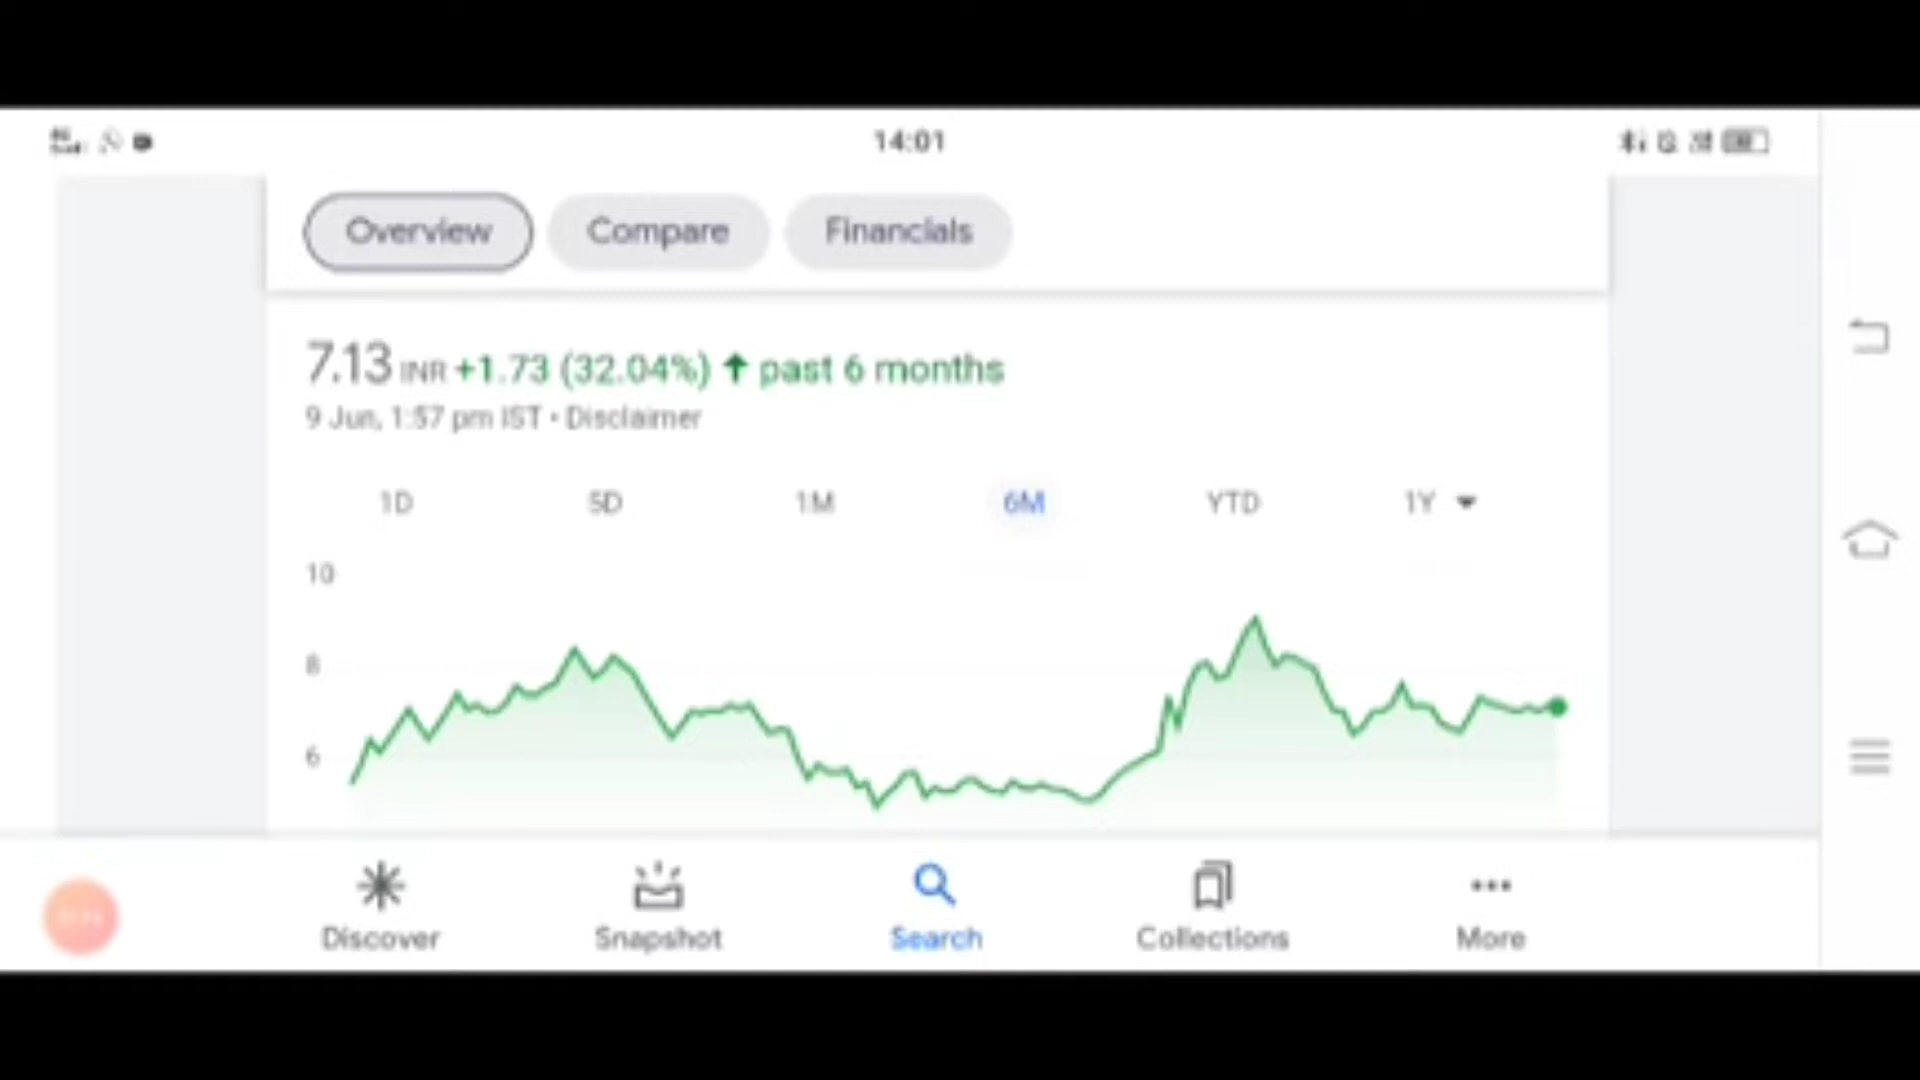 14:01
Overview Compare Financials
7.13 INR +1.73 (32.04%) ↑ past 6 months
9 Jun, 1:57 pm IST • Disclaimer
1D 5D 1M 6M YTD 1Y
10
8
6
Discover Snapshot Search Collections More